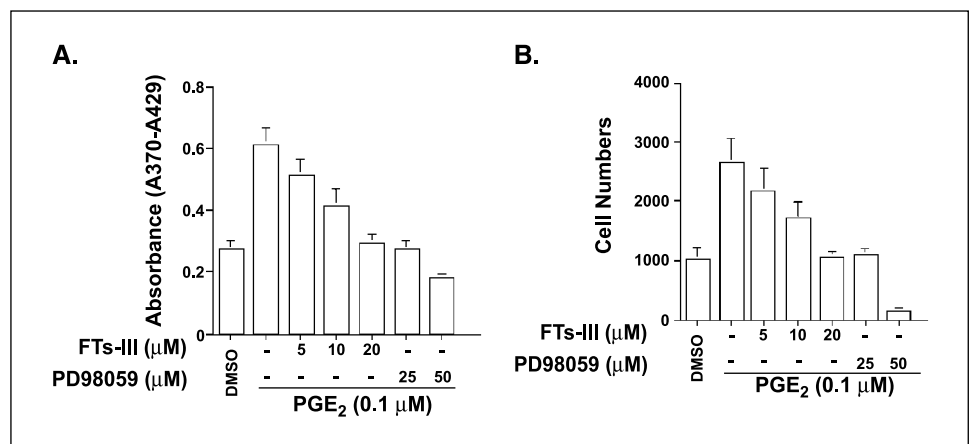 A.
Absorbance (A370-A429)
0.8
0.6
0.4
0.2
0
FTs-III (μM) - 5 10 20 - -
PD98059 (μM) - - - - 25 50
DMSO
PGE2 (0.1 μM)
B.
Cell Numbers
4000
3000
2000
1000
0
FTs-III (μM) - 5 10 20 - -
PD98059 (μM) - - - - 25 50
DMSO
PGE2 (0.1 μM)